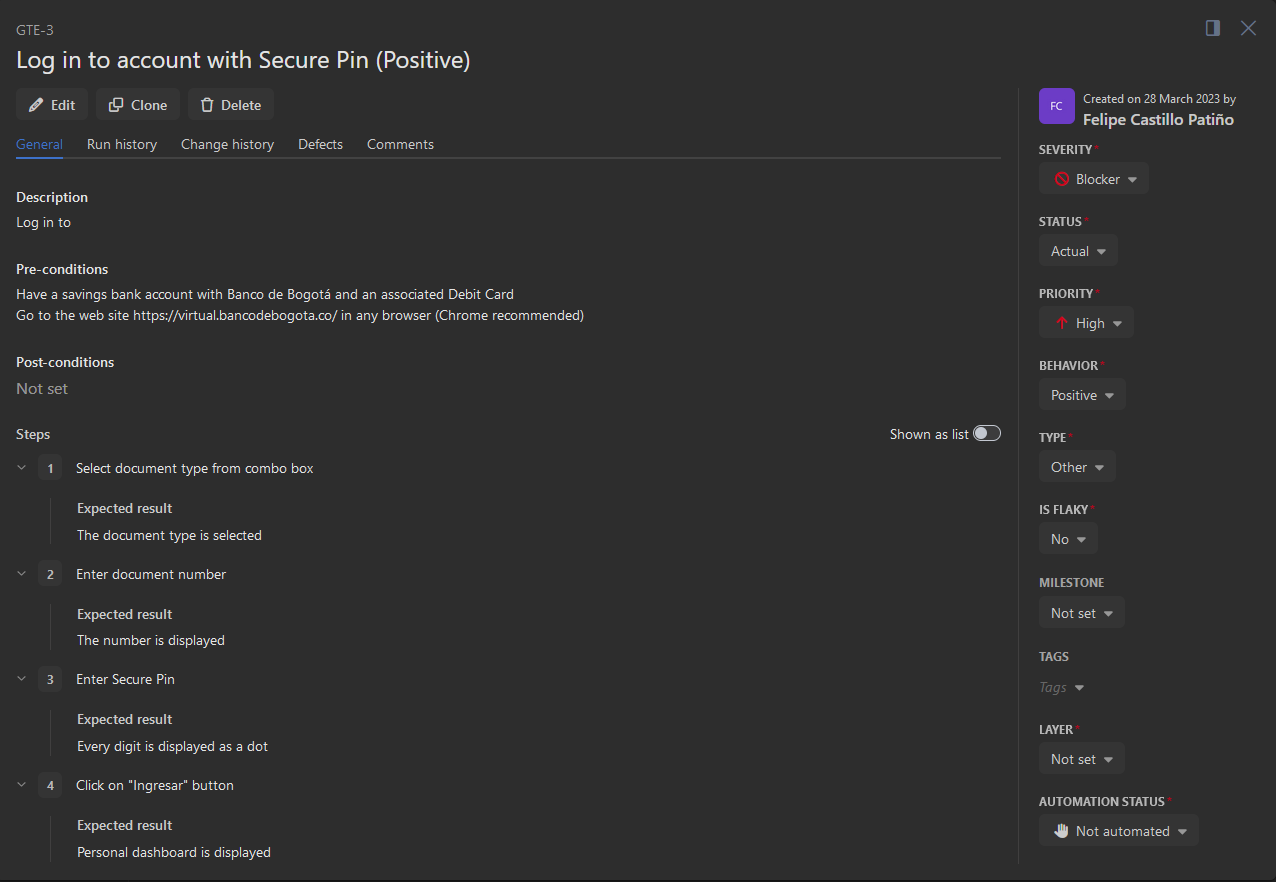 GTE-3
Log in to account with Secure Pin (Positive)
Edit
Clone
Delete
General
Run history
Change history
Defects
Comments
Description
Log in to
Pre-conditions
Have a savings bank account with Banco de Bogotá and an associated Debit Card
Go to the web site https://virtual.bancodebogota.co/ in any browser (Chrome recommended)
Post-conditions
Not set
Steps
Shown as list
1 Select document type from combo box
Expected result
The document type is selected
2 Enter document number
Expected result
The number is displayed
3 Enter Secure Pin
Expected result
Every digit is displayed as a dot
4 Click on "Ingresar" button
Expected result
Personal dashboard is displayed
FC
Created on 28 March 2023 by
Felipe Castillo Patiño
SEVERITY*
Blocker
STATUS*
Actual
PRIORITY*
High
BEHAVIOR*
Positive
TYPE*
Other
IS FLAKY*
No
MILESTONE
Not set
TAGS
Tags
LAYER*
Not set
AUTOMATION STATUS*
Not automated